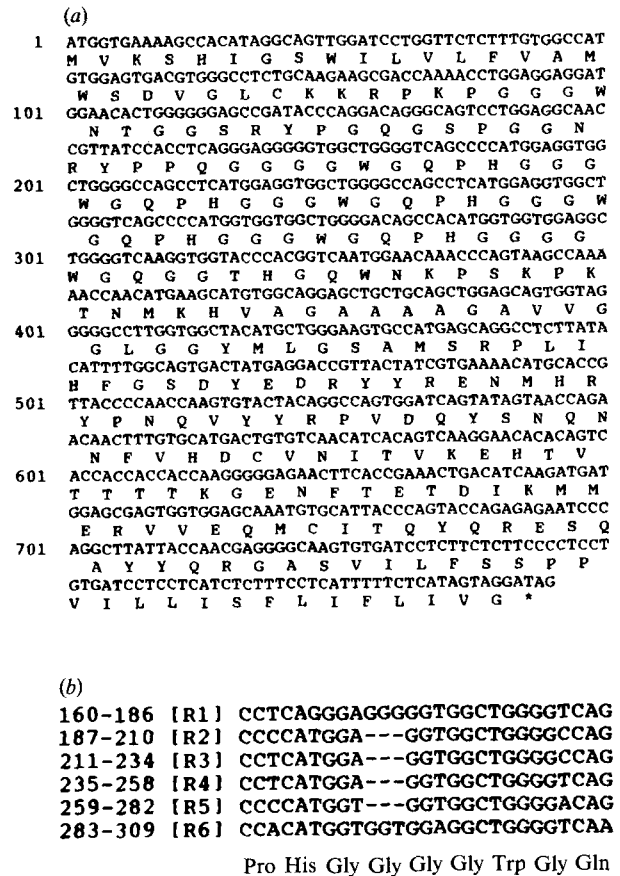 (a)
1 ATGGTGAAAAGCCACATAGGCAGTTGGATCCTGGTTCTCTTTGTGGCCAT
M V K S H I G S W I L V L F V A M
GTGGAGTGACGTGGGCCTCTGCAAGAAGCGACCAAAACCTGGAGGAGGAT
W S D V G L C K K R P K P G G G W
101 GGAACACTGGGGGGAGCCGATACCCAGGACAGGGCAGTCCTGGAGGCAAC
N T G G S R Y P G Q G S P G G N
CGTTATCCACCTCAGGGAGGGGGTGGCTGGGGTCAGCCCCATGGAGGTGG
R Y P P Q G G G G W G Q P H G G G
201 CTGGGGCCAGCCTCATGGAGGTGGCTGGGGCCAGCCTCATGGAGGTGGCT
W G Q P H G G G W G Q P H G G G W
GGGGTCAGCCCCATGGTGGTGGCTGGGGACAGCCACATGGTGGTGGAGGC
G Q P H G G G W G Q P H G G G G
301 TGGGGTCAAGGTGGTACCCACGGTCAATGGAACAAACCCAGTAAGCCAAA
W G Q G G T H G Q W N K P S K P K
AACCAACATGAAGCATGTGGCAGGAGCTGCTGCAGCTGGAGCAGTGGTAG
T N M K H V A G A A A A G A V V G
401 GGGGCCTTGGTGGCTACATGCTGGGAAGTGCCATGAGCAGGCCTCTTATA
G L G G Y M L G S A M S R P L I
CATTTTGGCAGTGACTATGAGGACCGTTACTATCGTGAAAACATGCACCG
H F G S D Y E D R Y Y R E N M H R
501 TTACCCCAACCAAGTGTACTACAGGCCAGTGGATCAGTATAGTAACCAGA
Y P N Q V Y Y R P V D Q Y S N Q N
ACAACTTTGTGCATGACTGTGTCAACATCACAGTCAAGGAACACACAGTC
N F V H D C V N I T V K E H T V
601 ACCACCACCACCAAGGGGGAGAACTTCACCGAAACTGACATCAAGATGAT
T T T T K G E N F T E T D I K M M
GGAGCGAGTGGTGGAGCAAATGTGCATTACCCAGTACCAGAGAGAATCCC
E R V V E Q M C I T Q Y Q R E S Q
701 AGGCTTATTACCAACGAGGGGCAAGTGTGATCCTCTTCTCTTCCCCTCCT
A Y Y Q R G A S V I L F S S P P
GTGATCCTCCTCATCTCTTTCCTCATTTTTCTCATAGTAGGATAG
V I L L I S F L I F L I V G *
(b)
160-186 [R1] CCTCAGGGAGGGGGTGGCTGGGGTCAG
187-210 [R2] CCCCATGGA---GGTGGCTGGGGCCAG
211-234 [R3] CCTCATGGA---GGTGGCTGGGGCCAG
235-258 [R4] CCTCATGGA---GGTGGCTGGGGTCAG
259-282 [R5] CCCCATGGT---GGTGGCTGGGGACAG
283-309 [R6] CCACATGGTGGTGGAGGCTGGGGTCAA
Pro His Gly Gly Gly Gly Trp Gly Gln